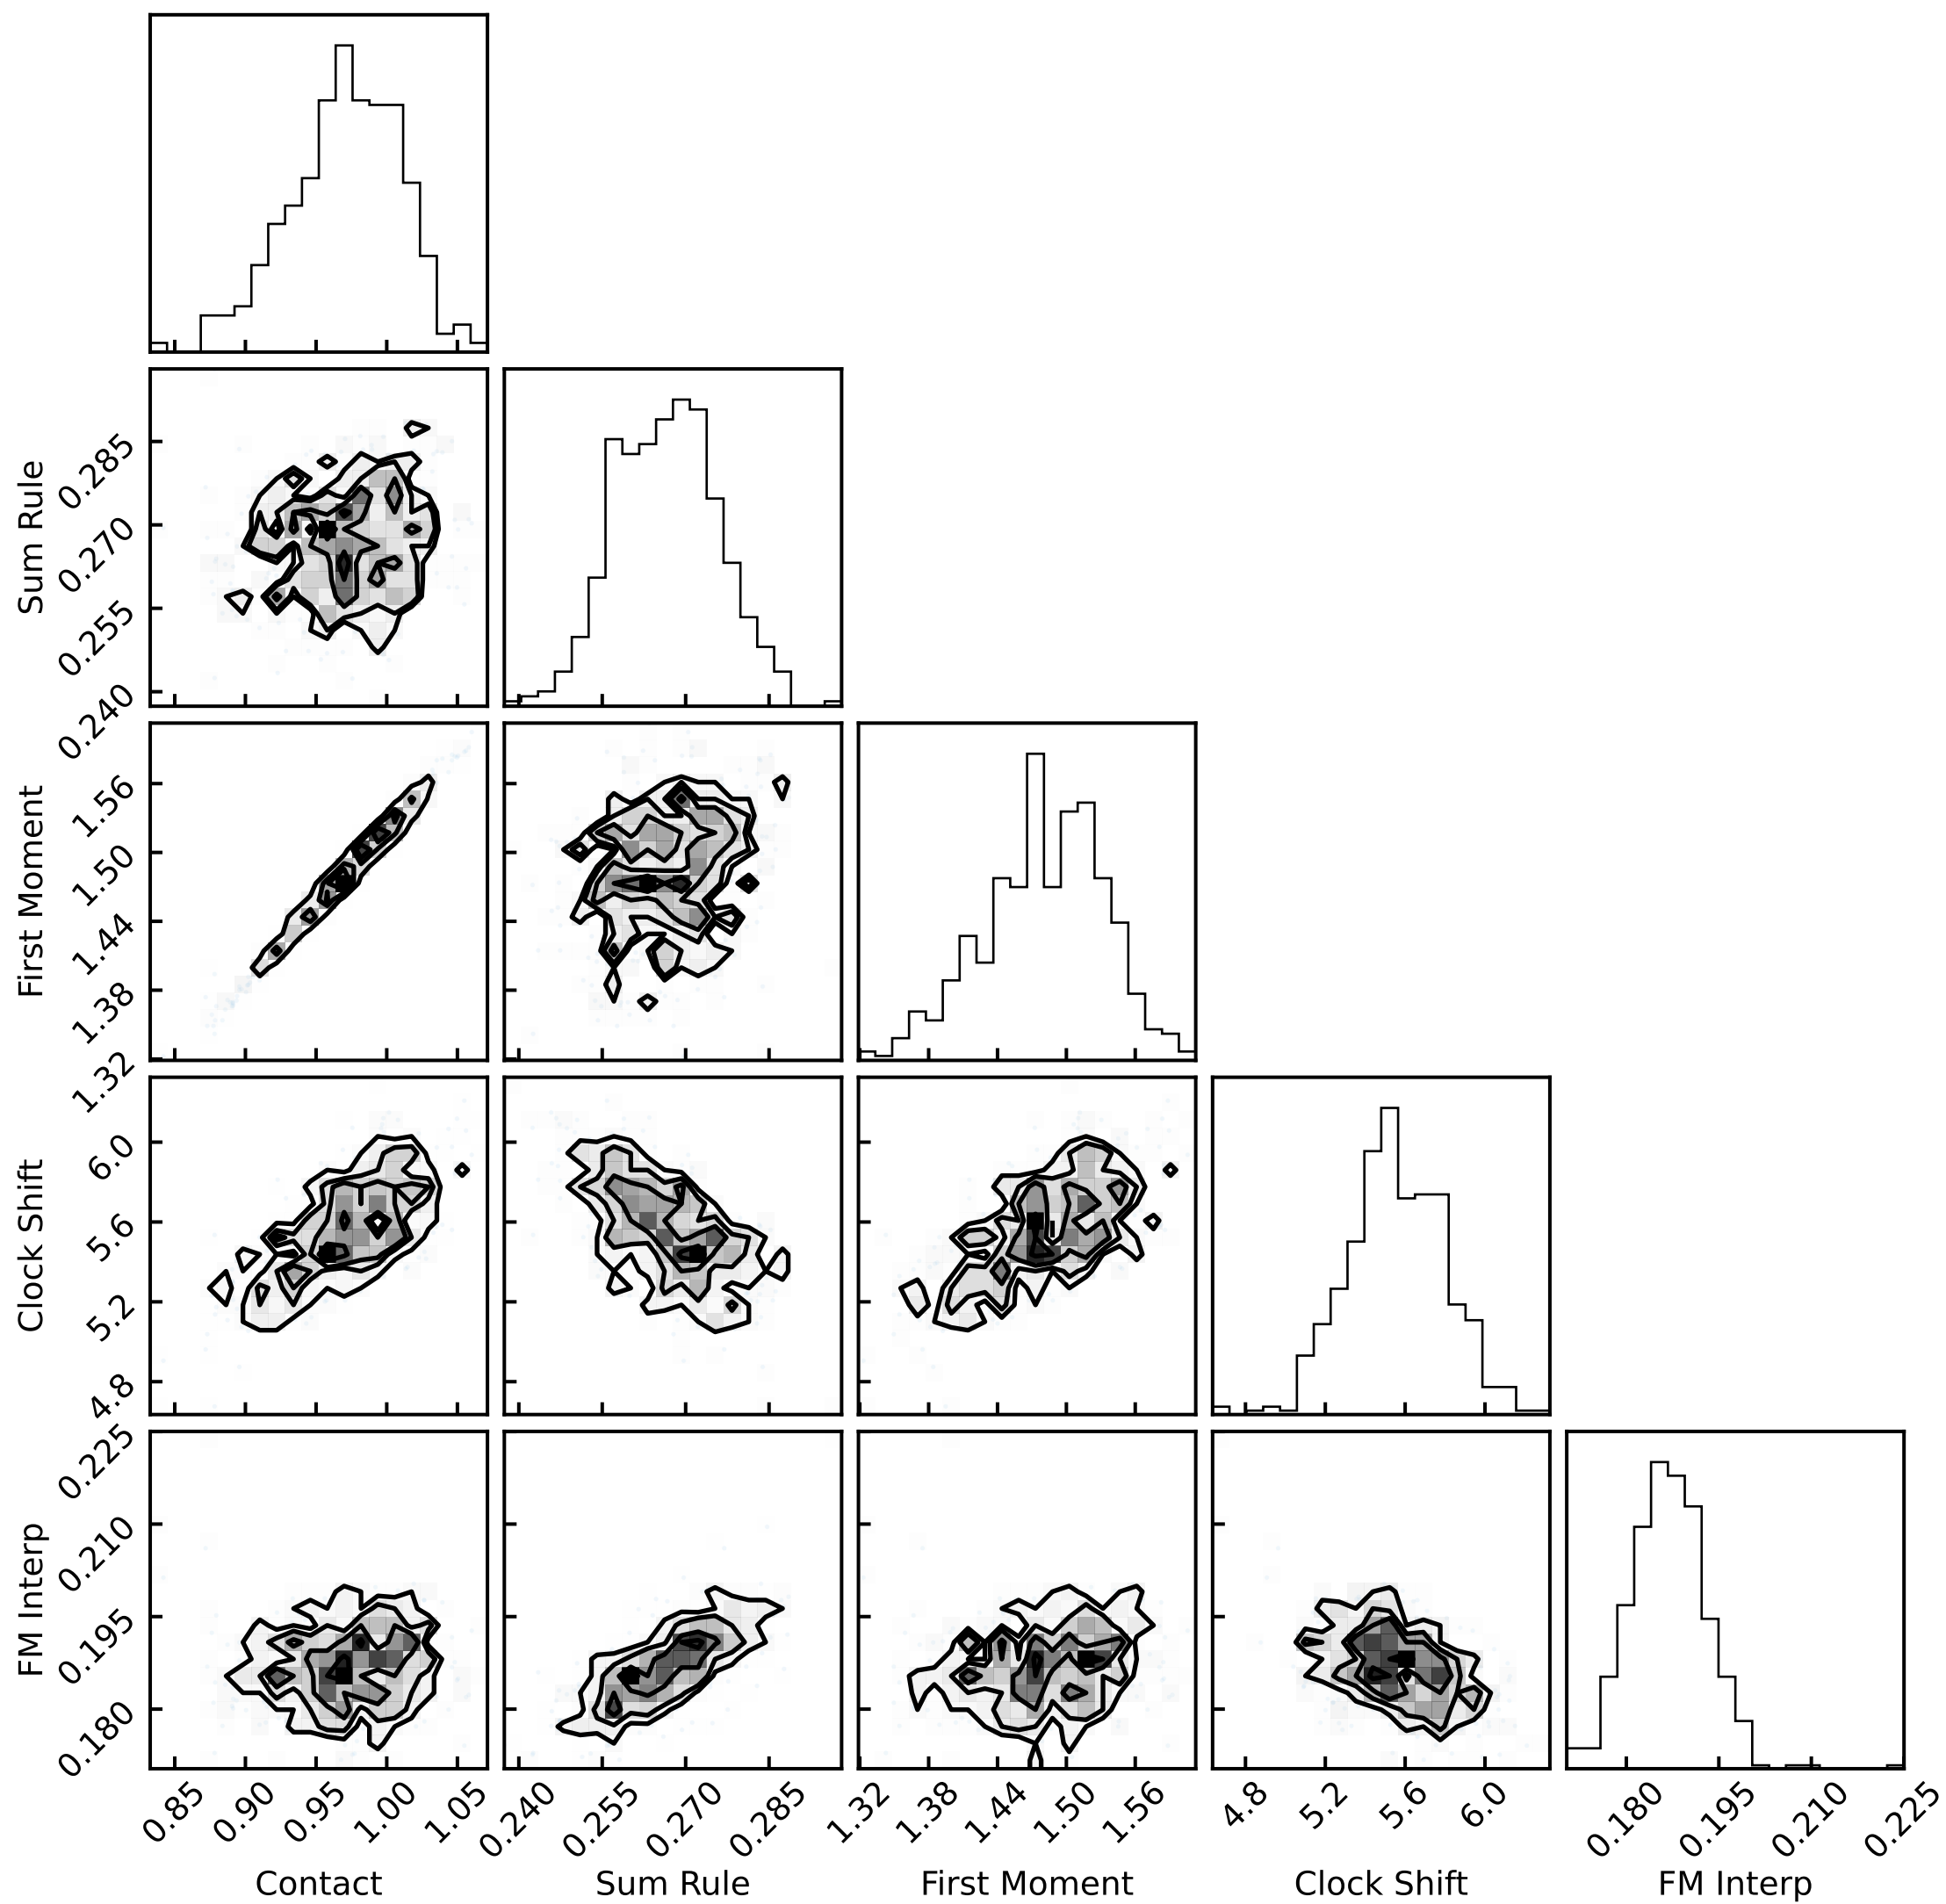 Sum Rule
0.285
0.270
0.255
0.240
First Moment
1.56
1.50
1.44
1.38
1.32
Clock Shift
6.0
5.6
5.2
4.8
FM Interp
0.225
0.210
0.195
0.180
0.85 0.90 0.95 1.00 1.05 0.240 0.255 0.270 0.285 1.32 1.38 1.44 1.50 1.56 4.8 5.2 5.6 6.0 0.180 0.195 0.210 0.225
Contact Sum Rule First Moment Clock Shift FM Interp